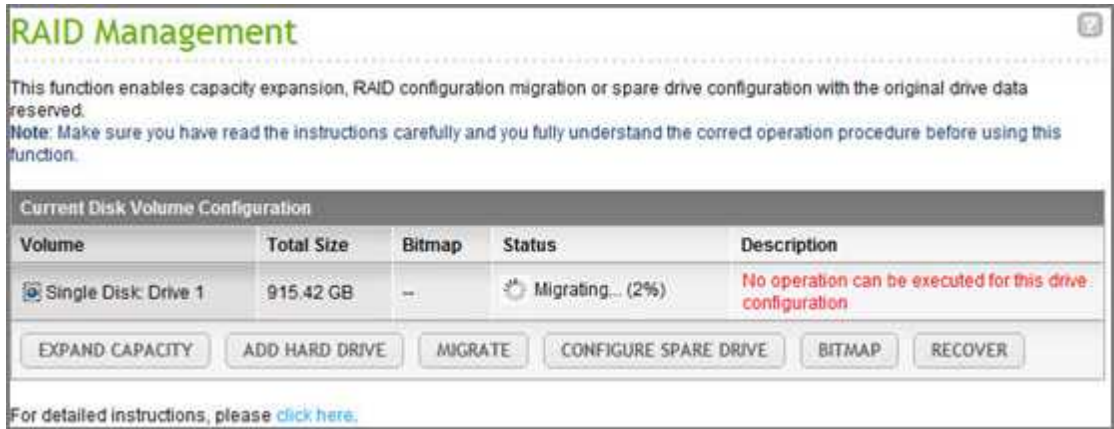 RAID Management
This function enables capacity expansion, RAID configuration migration or spare drive configuration with the original drive data
reserved.
Note: Make sure you have read the instructions carefully and you fully understand the correct operation procedure before using this
function.
Current Disk Volume Configuration
Volume Total Size Bitmap Status Description
Single Disk: Drive 1 915.42 GB -- Migrating... (2%) No operation can be executed for this drive
configuration
EXPAND CAPACITY ADD HARD DRIVE MIGRATE CONFIGURE SPARE DRIVE BITMAP RECOVER
For detailed instructions, please click here.